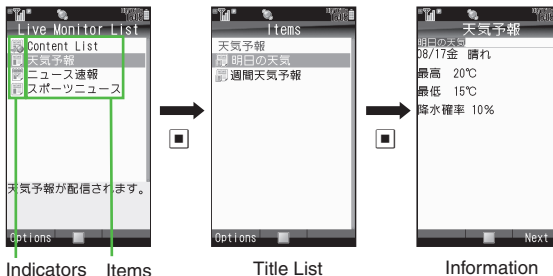 Live Monitor List
Content List
天気予報
ニュース速報
スポーツニュース
天気予報が配信されます。
Options
Indicators
Items
Items
天気予報
明日の天気
週間天気予報
Options
Title List
天気予報
明日の天気
08/17金 晴れ
最高 20℃
最低 15℃
降水確率 10%
Next
Information